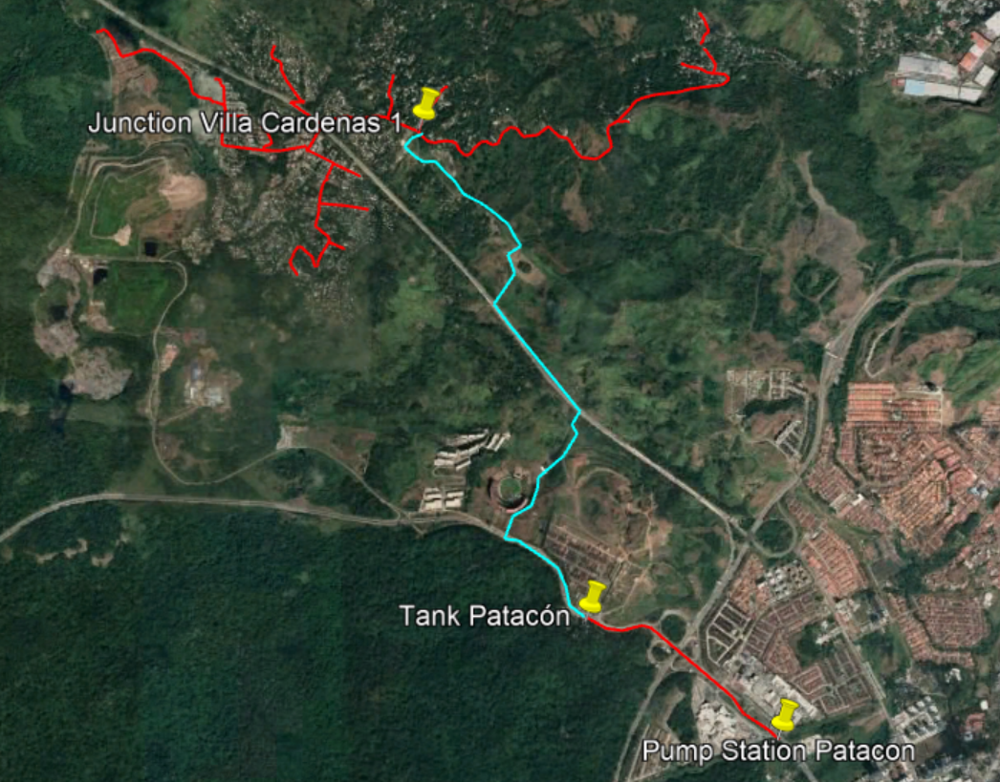 Junction Villa Cardenas 1
Tank Patacón
Pump Station Patacon